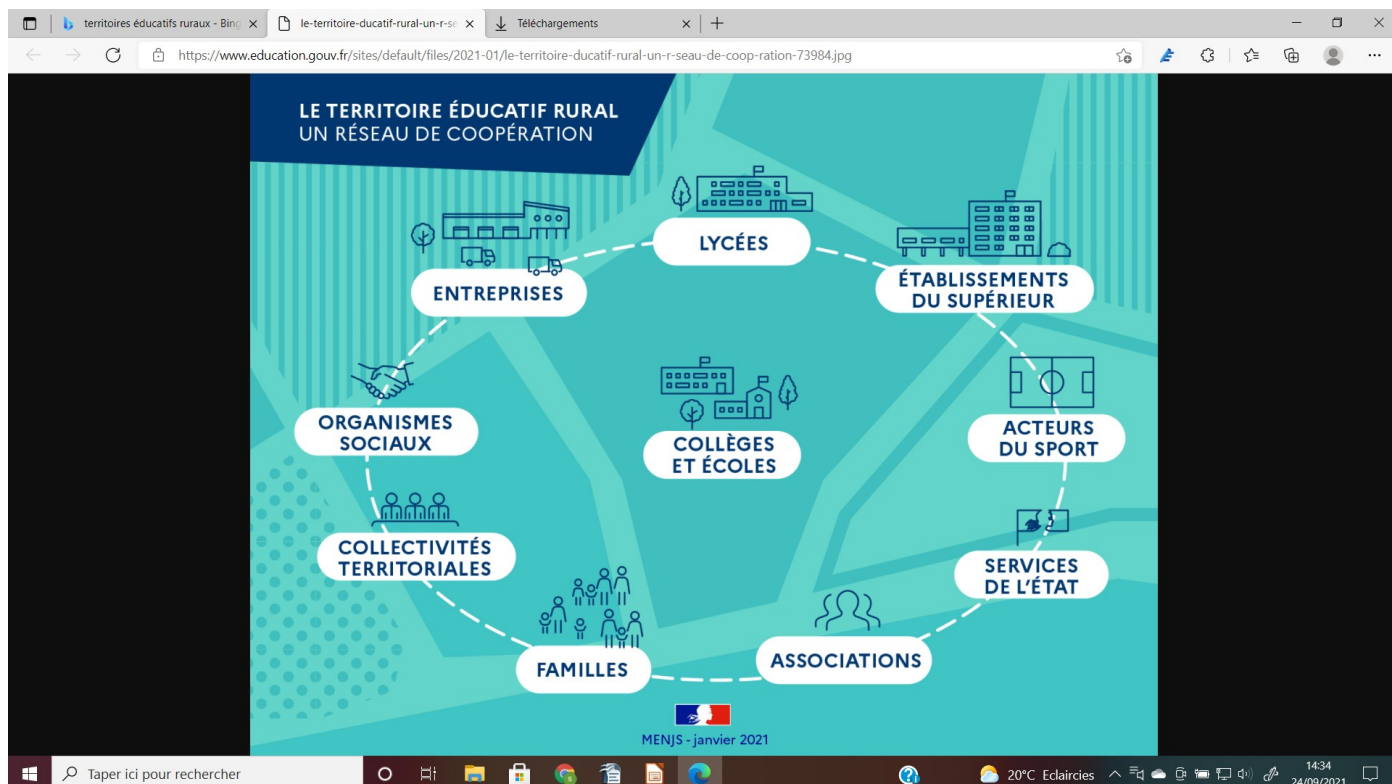 territoires éducatifs ruraux - Bing
le-territoire-ducatif-rural-un-r-se
Téléchargements
https://www.education.gouv.fr/sites/default/files/2021-01/le-territoire-ducatif-rural-un-r-seau-de-coop-ration-73984.jpg
LE TERRITOIRE ÉDUCATIF RURAL
UN RÉSEAU DE COOPÉRATION
LYCÉES
ENTREPRISES
ÉTABLISSEMENTS
DU SUPÉRIEUR
ORGANISMES
SOCIAUX
COLLÈGES
ET ÉCOLES
ACTEURS
DU SPORT
COLLECTIVITÉS
TERRITORIALES
SERVICES
DE L'ÉTAT
FAMILLES
ASSOCIATIONS
MENJS - janvier 2021
Taper ici pour rechercher
20°C Eclaircies
14:34
24/09/2021